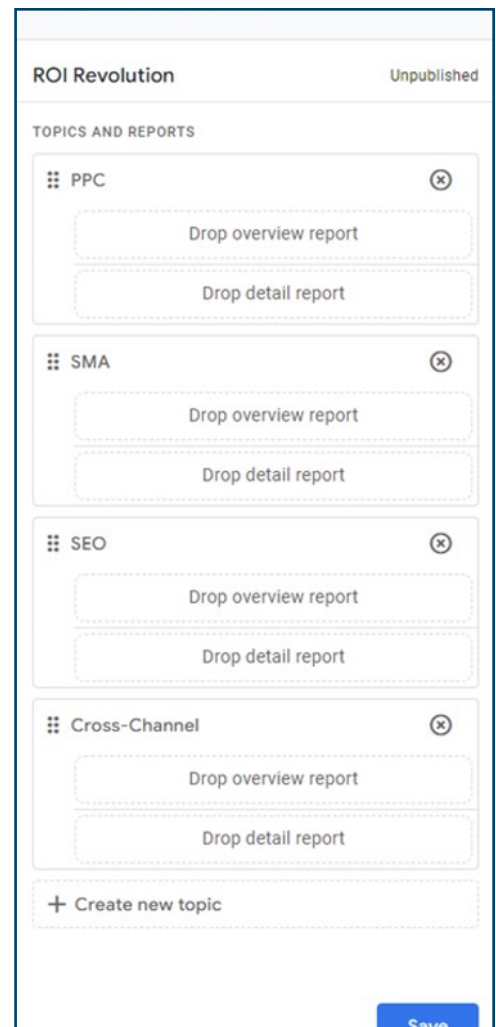 ROI Revolution Unpublished
TOPICS AND REPORTS
PPC
Drop overview report
Drop detail report
SMA
Drop overview report
Drop detail report
SEO
Drop overview report
Drop detail report
Cross-Channel
Drop overview report
Drop detail report
+ Create new topic
Save